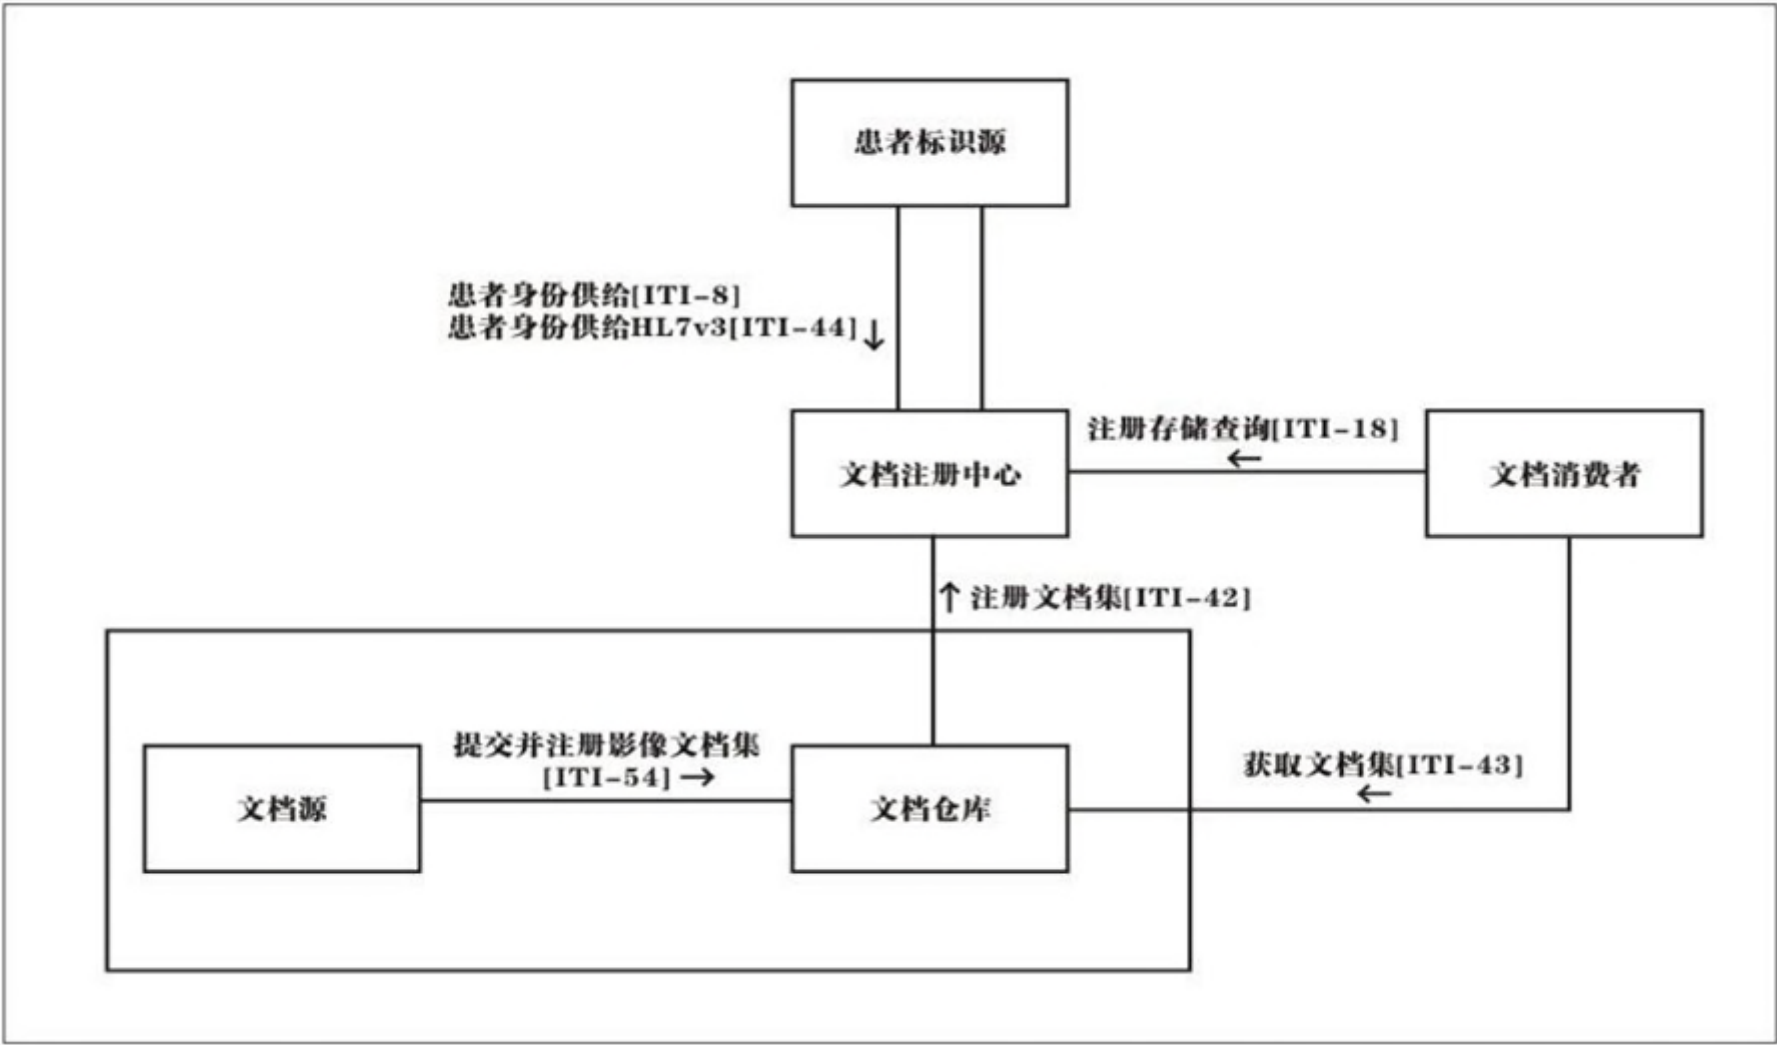 患者标识源
患者身份供给[ITI-8]
患者身份供给HL7v3[ITI-44]↓
注册存储查询[ITI-18]
←
文档注册中心
文档消费者
↑注册文档集[ITI-42]
提交并注册影像文档集
[ITI-54]→
获取文档集[ITI-43]
←
文档源
文档仓库